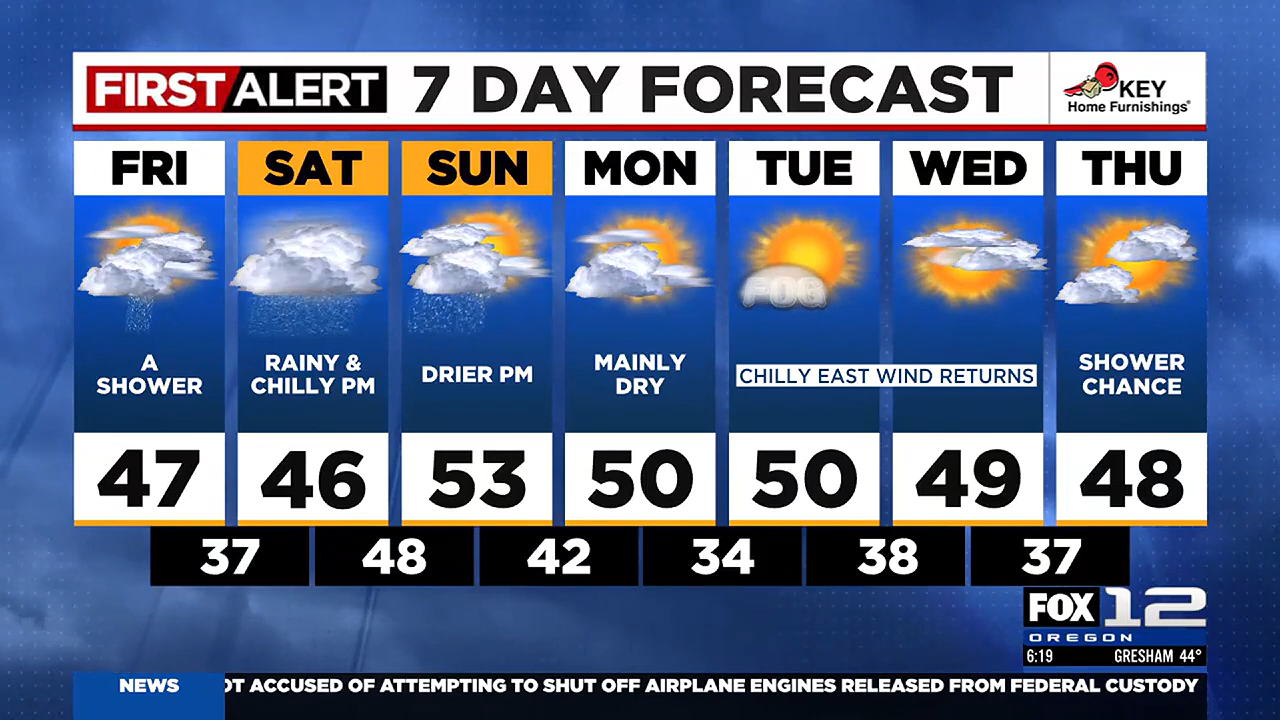 FIRST ALERT 7 DAY FORECAST
KEY
Home Furnishings®
FRI SAT SUN MON TUE WED THU
FOG
A
SHOWER
RAINY &
CHILLY PM
DRIER PM
MAINLY
DRY
CHILLY EAST WIND RETURNS
SHOWER
CHANCE
47 46 53 50 50 49 48
37 48 42 34 38 37
FOX 12
OREGON
6:19 GRESHAM 44°
NEWS OT ACCUSED OF ATTEMPTING TO SHUT OFF AIRPLANE ENGINES RELEASED FROM FEDERAL CUSTODY